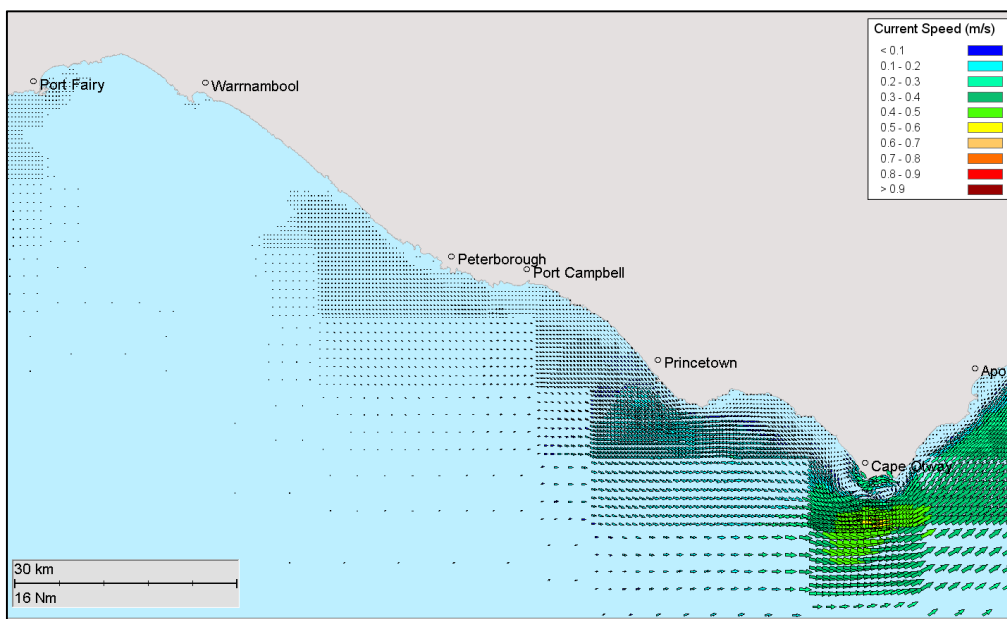 Current Speed (m/s)
< 0.1
0.1 - 0.2
0.2 - 0.3
0.3 - 0.4
0.4 - 0.5
0.5 - 0.6
0.6 - 0.7
0.7 - 0.8
0.8 - 0.9
> 0.9
Port Fairy
Warrnambool
Peterborough
Port Campbell
Princetown
Apo
Cape Otway
30 km
16 Nm